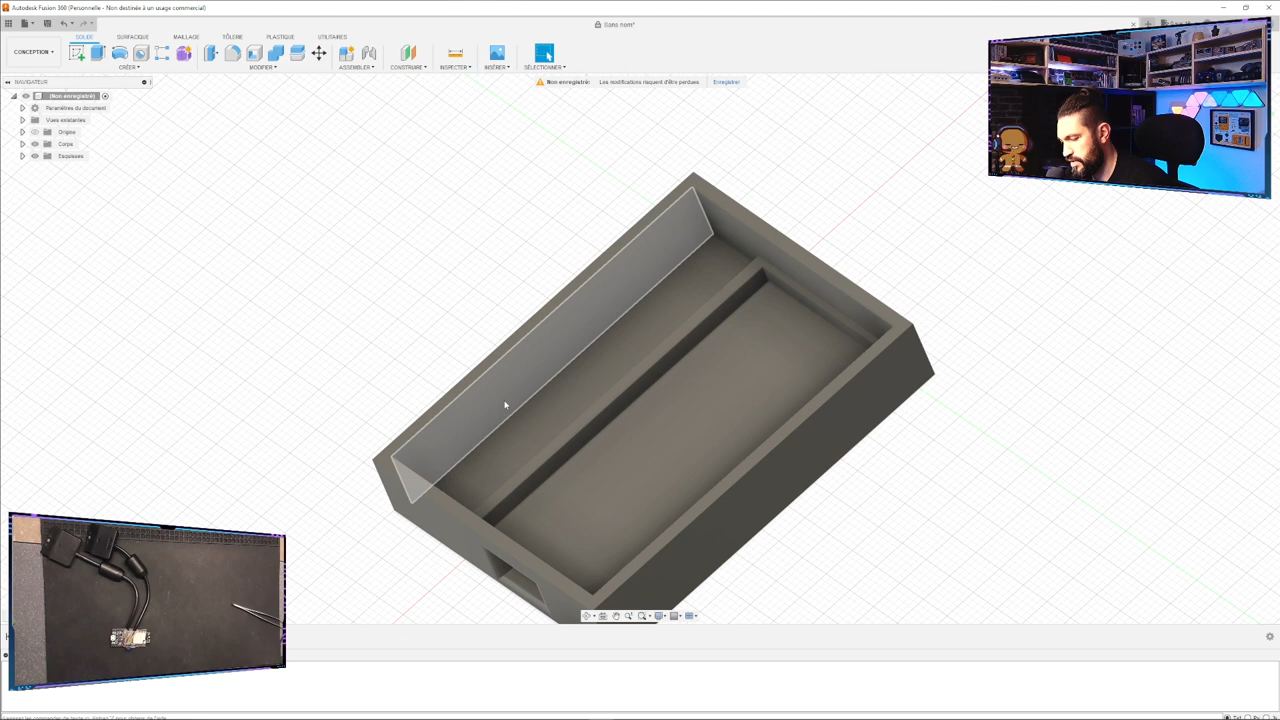 Autodesk Fusion 360 (Personnelle - Non destinée à un usage commercial)
Sans nom*
CONCEPTION
SOLIDE SURFACIQUE MAILLAGE TÔLERIE PLASTIQUE UTILITAIRES
CRÉER MODIFIER ASSEMBLER CONSTRUIRE INSPECTER INSÉRER SÉLECTIONNER
NAVIGATEUR
Non enregistré: Les modifications risquent d'être perdues Enregistrer
(Non enregistré)
Paramètres du document
Vues existantes
Origine
Corps
Esquisses